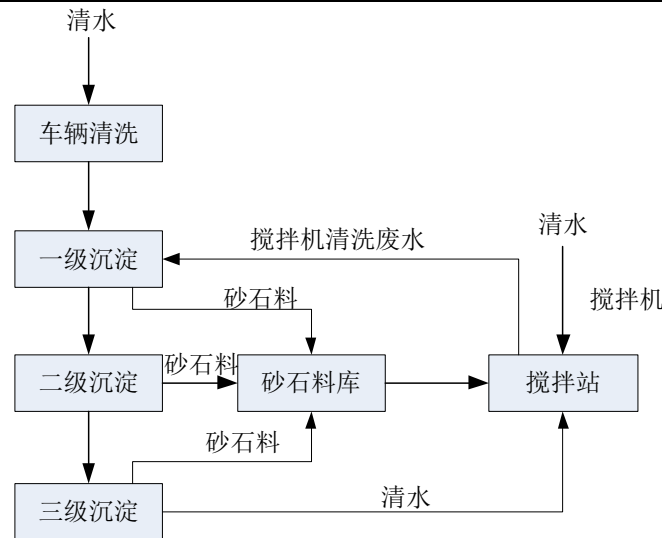 清水
车辆清洗
一级沉淀
搅拌机清洗废水
清水
搅拌机
砂石料
二级沉淀
砂石料
砂石料库
搅拌站
砂石料
清水
三级沉淀